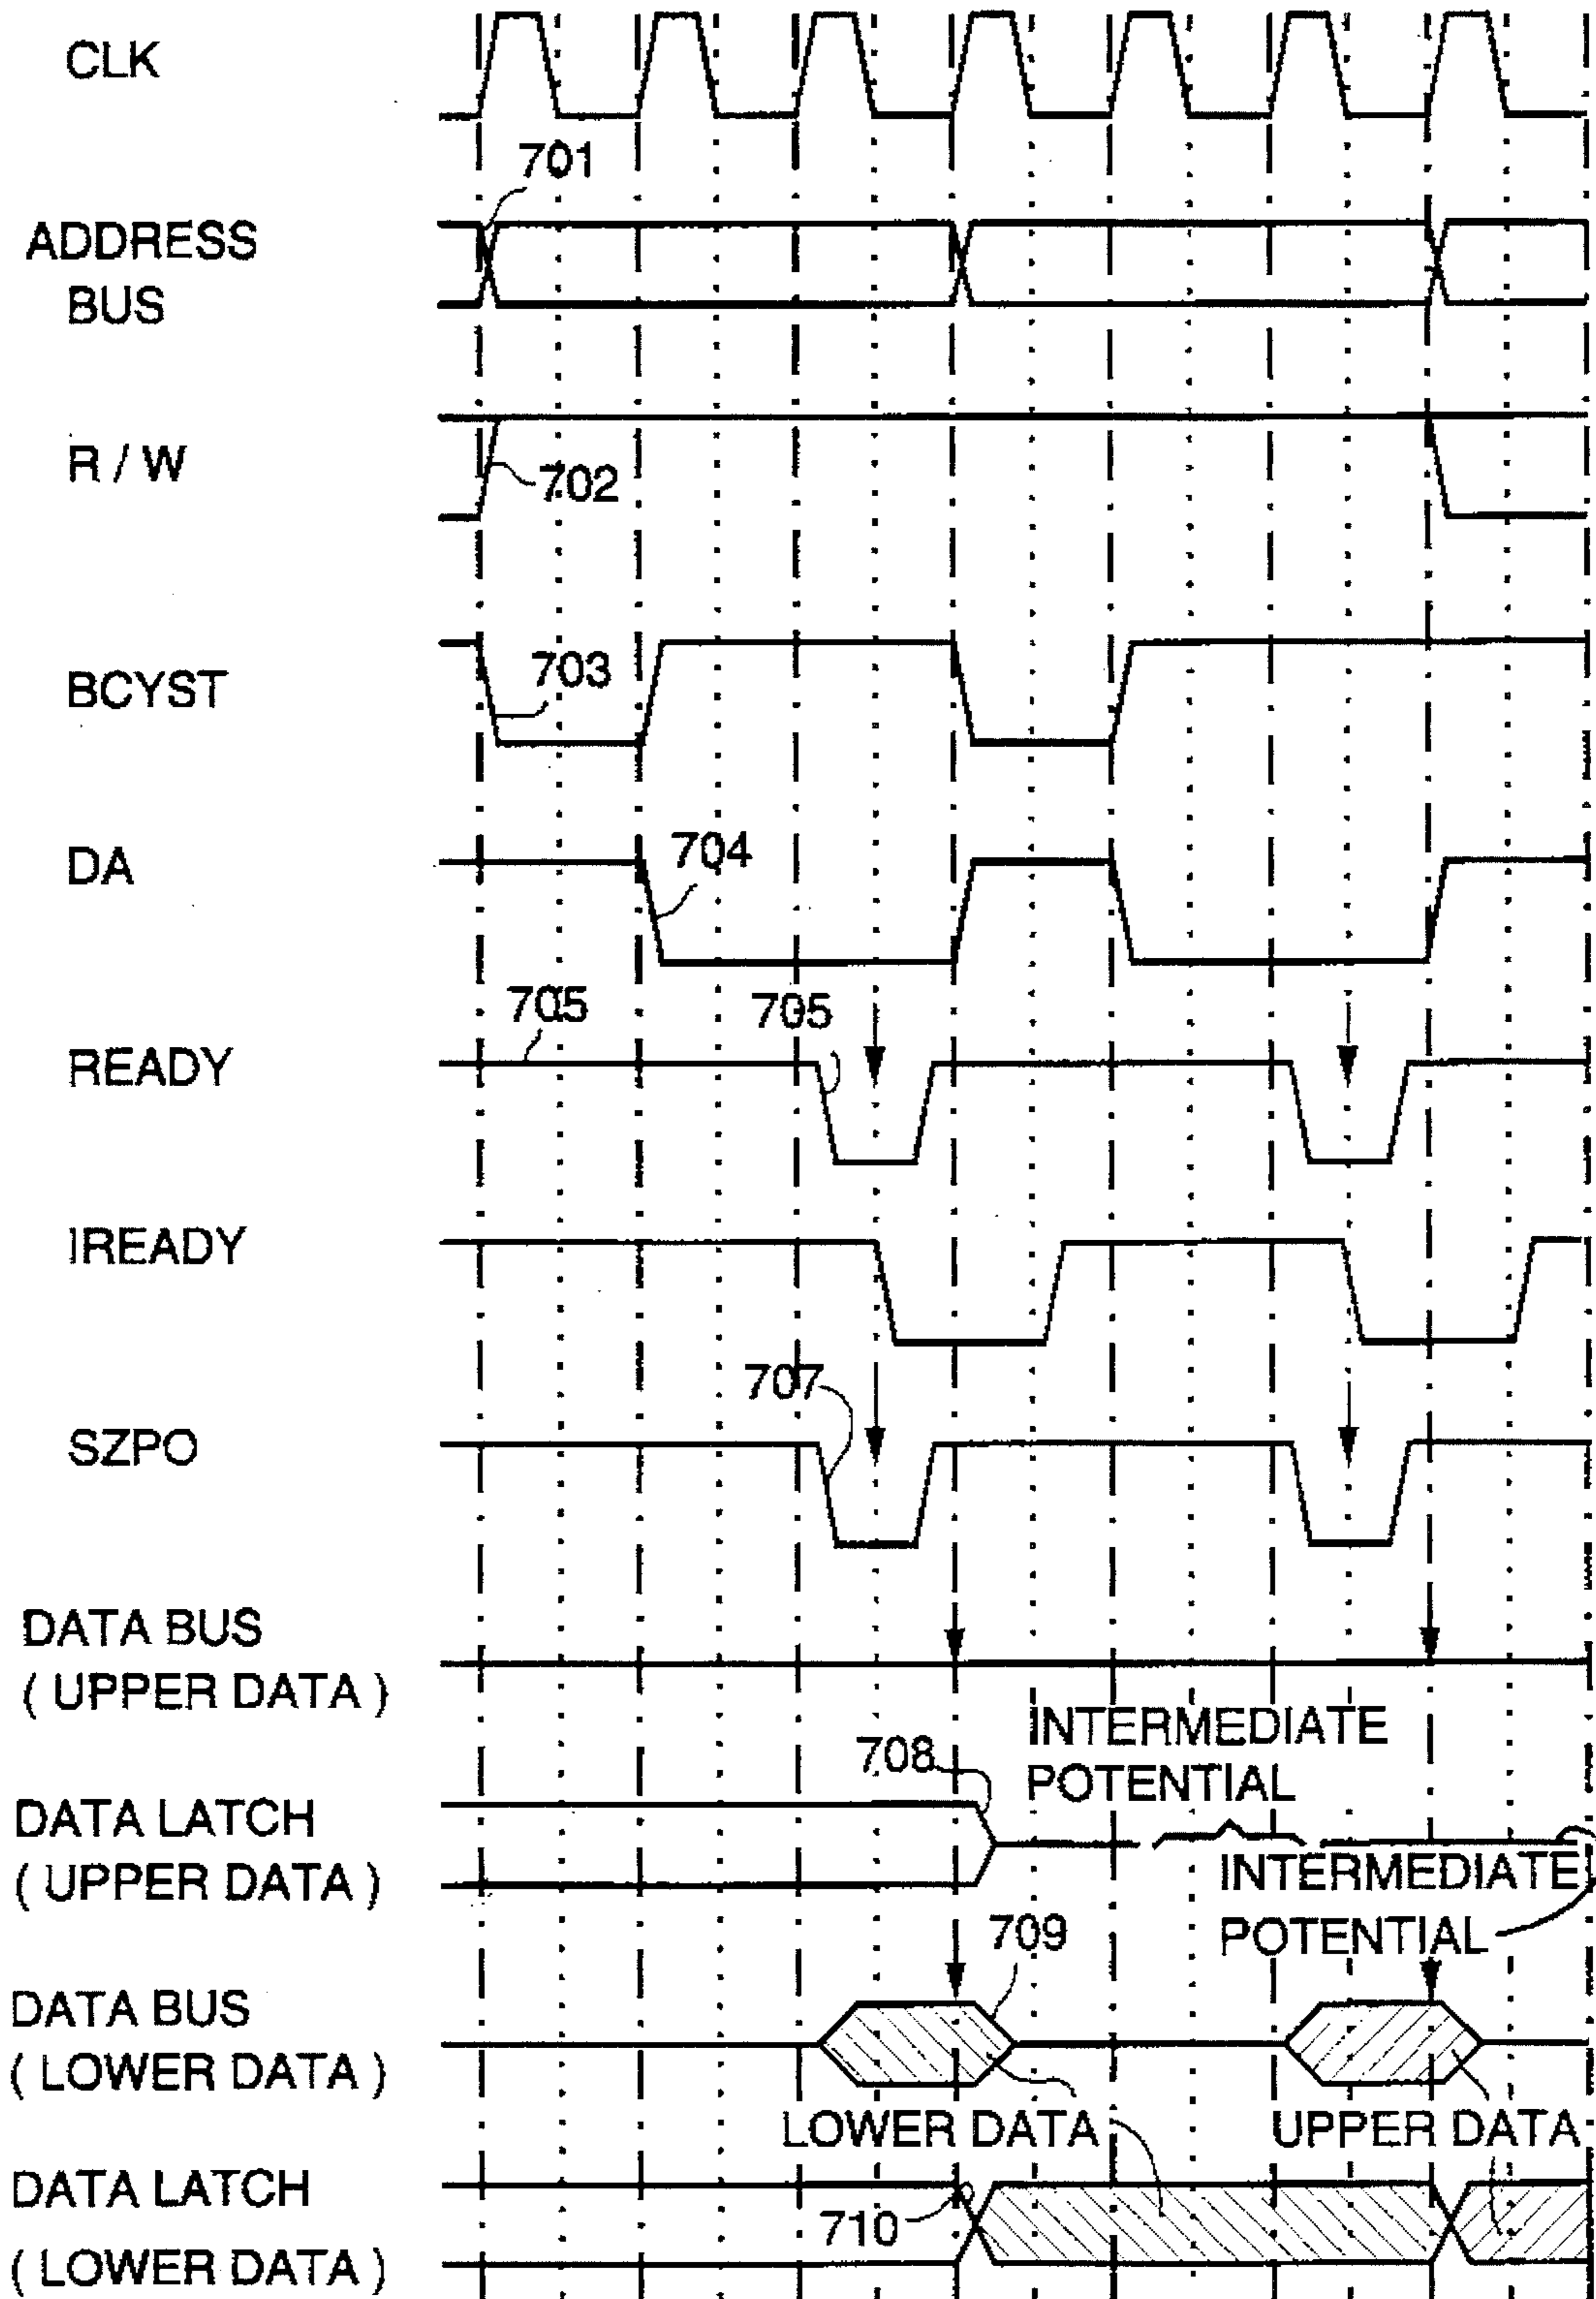 CLK
701
ADDRESS
BUS
R / W
702
BCYST
703
DA
704
705
705
READY
IREADY
707
SZPO
DATA BUS
( UPPER DATA )
INTERMEDIATE
POTENTIAL
708
DATA LATCH
( UPPER DATA )
INTERMEDIATE
POTENTIAL
709
DATA BUS
( LOWER DATA )
LOWER DATA
UPPER DATA
DATA LATCH
710
( LOWER DATA )